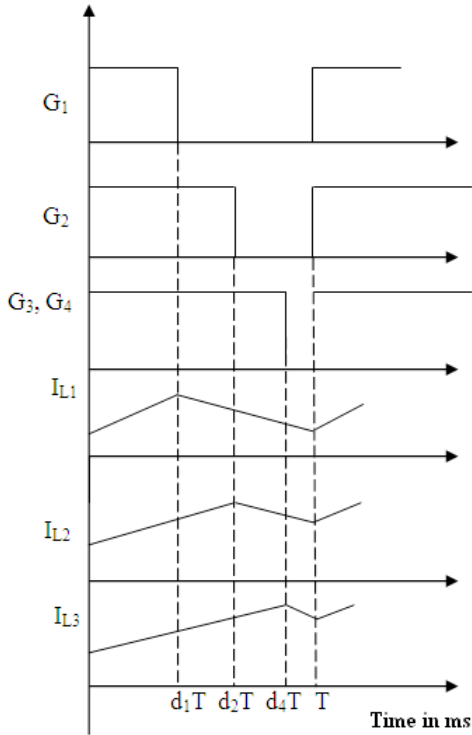 G1
G2
G3, G4
IL1
IL2
IL3
d1T d2T d4T T
Time in ms